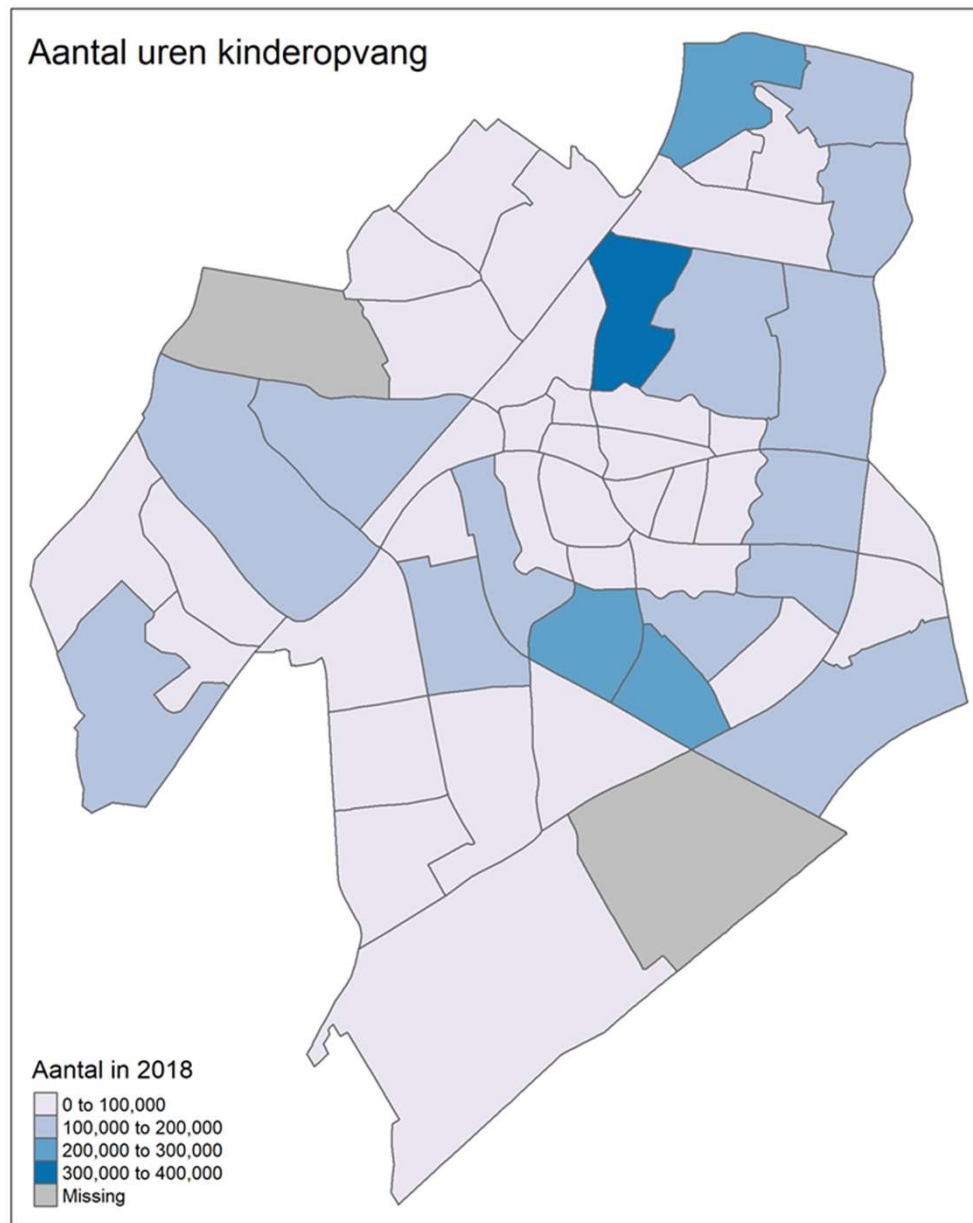 Aantal uren kinderopvang
Aantal in 2018
0 to 100,000
100,000 to 200,000
200,000 to 300,000
300,000 to 400,000
Missing